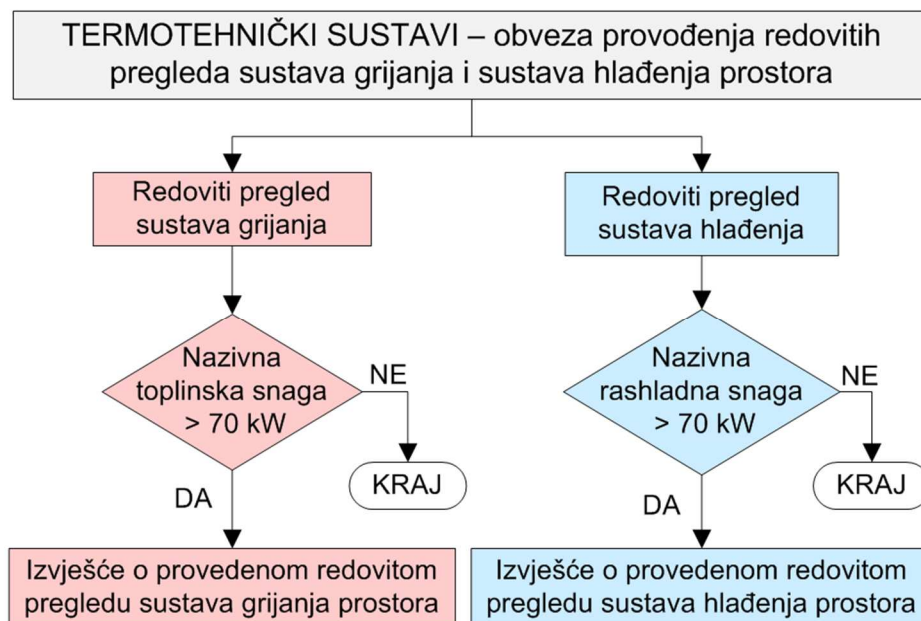 TERMOTEHNIČKI SUSTAVI – obveza provođenja redovitih
pregleda sustava grijanja i sustava hlađenja prostora
Redoviti pregled
sustava grijanja
Redoviti pregled
sustava hlađenja
Nazivna
toplinska snaga
> 70 kW
NE
KRAJ
DA
Nazivna
rashladna snaga
> 70 kW
NE
KRAJ
DA
Izvješće o provedenom redovitom
pregledu sustava grijanja prostora
Izvješće o provedenom redovitom
pregledu sustava hlađenja prostora